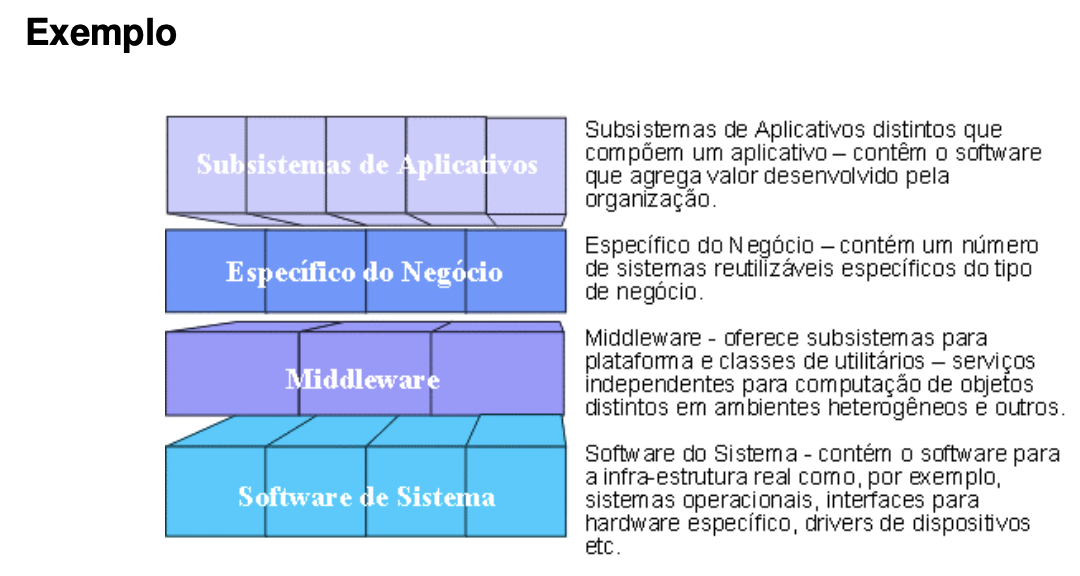 Exemplo
Subsistemas de Aplicativos
Subsistemas de Aplicativos distintos que
compõem um aplicativo – contêm o software
que agrega valor desenvolvido pela
organização.
Específico do Negócio
Específico do Negócio – contém um número
de sistemas reutilizáveis específicos do tipo
de negócio.
Middleware
Middleware - oferece subsistemas para
plataforma e classes de utilitários – serviços
independentes para computação de objetos
distintos em ambientes heterogêneos e outros.
Software de Sistema
Software do Sistema - contém o software para
a infra-estrutura real como, por exemplo,
sistemas operacionais, interfaces para
hardware específico, drivers de dispositivos
etc.